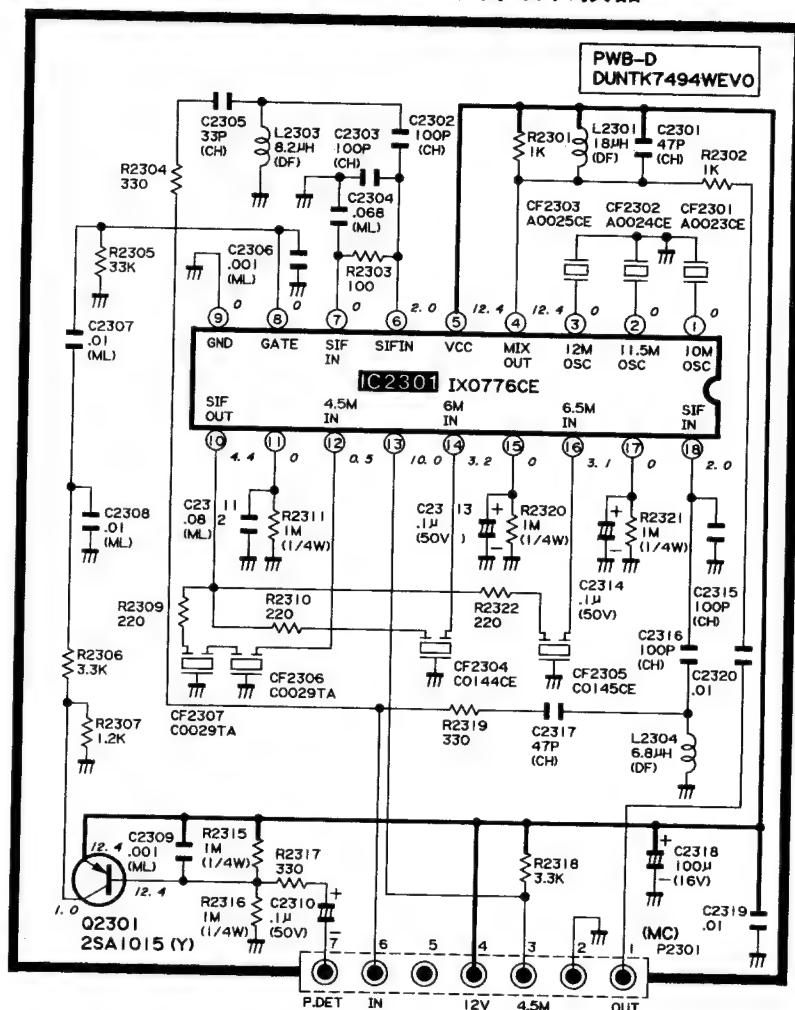 PWB-D
DUNTK7494WEV0
C2305
33P
(CH)
L2303
8.2μH
(DF)
C2303
100P
(CH)
C2302
100P
(CH)
R2301
1K
L2301
18μH
(DF)
C2301
47P
(CH)
R2302
1K
R2304
330
C2304
.068
(ML)
CF2303
A0025CE
CF2302
A0024CE
CF2301
A0023CE
R2305
33K
C2306
.001
(ML)
R2303
100
C2307
.01
(ML)
0
0
0
2.0
12.4
12.4
0
0
0
9
8
7
6
5
4
3
2
1
GND
GATE
SIF
IN
SIFIN
VCC
MIX
OUT
12M
OSC
11.5M
OSC
10M
OSC
IC2301
IX0776CE
SIF
OUT
4.5M
IN
6M
IN
6.5M
IN
SIF
IN
10
11
12
13
14
15
16
17
18
4.4
0
0.5
10.0
3.2
0
3.1
0
2.0
C2308
.01
(ML)
C23112
.08
(ML)
R2311
1M
(1/4W)
C2313
.1μ
(50V)
+
−
R2320
1M
(1/4W)
+
−
R2321
1M
(1/4W)
C2314
.1μ
(50V)
C2315
100P
(CH)
R2309
220
R2310
220
R2322
220
C2316
100P
(CH)
C2320
.01
R2306
3.3K
CF2306
C0029TA
CF2304
C0144CE
CF2305
C0145CE
CF2307
C0029TA
R2307
1.2K
R2319
330
C2317
47P
(CH)
L2304
6.8μH
(DF)
12.4
C2309
.001
(ML)
R2315
1M
(1/4W)
R2317
330
R2318
3.3K
+
−
C2318
100μ
(16V)
12.4
1.0
Q2301
2SA1015 (Y)
R2316
1M
(1/4W)
C2310
.1μ
(50V)
+
−
C2319
.01
(MC)
P2301
7
6
5
4
3
2
1
P.DET
IN
12V
4.5M
OUT